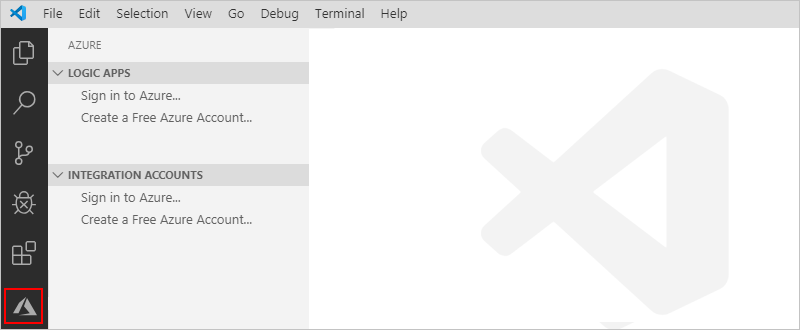 File Edit Selection View Go Debug Terminal Help
AZURE
LOGIC APPS
Sign in to Azure...
Create a Free Azure Account...
INTEGRATION ACCOUNTS
Sign in to Azure...
Create a Free Azure Account...